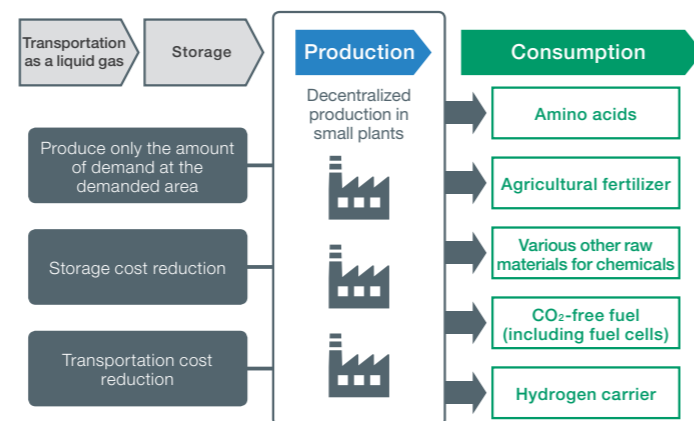 Transportation
as a liquid gas
Storage
Production
Consumption
Decentralized
production in
small plants
Produce only the amount
of demand at the
demanded area
Storage cost reduction
Transportation cost
reduction
Amino acids
Agricultural fertilizer
Various other raw
materials for chemicals
CO₂-free fuel
(including fuel cells)
Hydrogen carrier